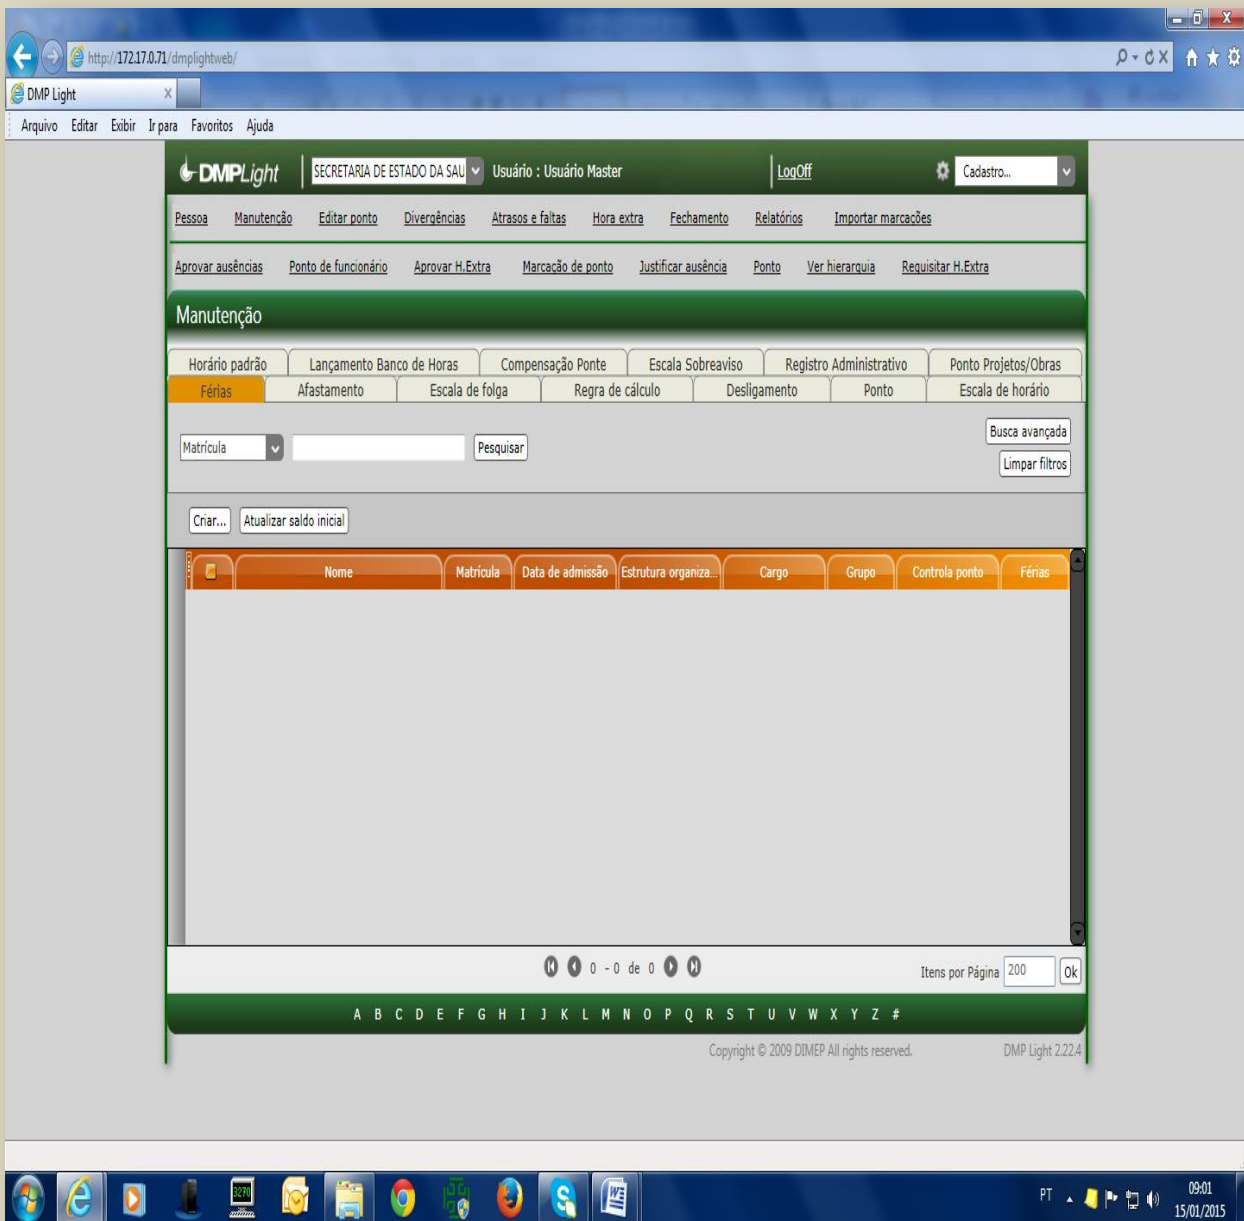 http://172.17.0.71/dmplightweb/
DMP Light
Arquivo Editar Exibir Ir para Favoritos Ajuda
DMPLight SECRETARIA DE ESTADO DA SAU Usuário : Usuário Master LogOff Cadastro...
Pessoa Manutenção Editar ponto Divergências Atrasos e faltas Hora extra Fechamento Relatórios Importar marcações
Aprovar ausências Ponto de funcionário Aprovar H.Extra Marcação de ponto Justificar ausência Ponto Ver hierarquia Requisitar H.Extra
Manutenção
Horário padrão Lançamento Banco de Horas Compensação Ponte Escala Sobreaviso Registro Administrativo Ponto Projetos/Obras
Férias Afastamento Escala de folga Regra de cálculo Desligamento Ponto Escala de horário
Busca avançada
Matrícula Pesquisar
Limpar filtros
Criar... Atualizar saldo inicial
Nome Matrícula Data de admissão Estrutura organiza... Cargo Grupo Controla ponto Férias
0 - 0 de 0 Itens por Página 200 Ok
A B C D E F G H I J K L M N O P Q R S T U V W X Y Z #
Copyright © 2009 DIMEP All rights reserved. DMP Light 2.22.4
3270
PT 09:01
15/01/2015